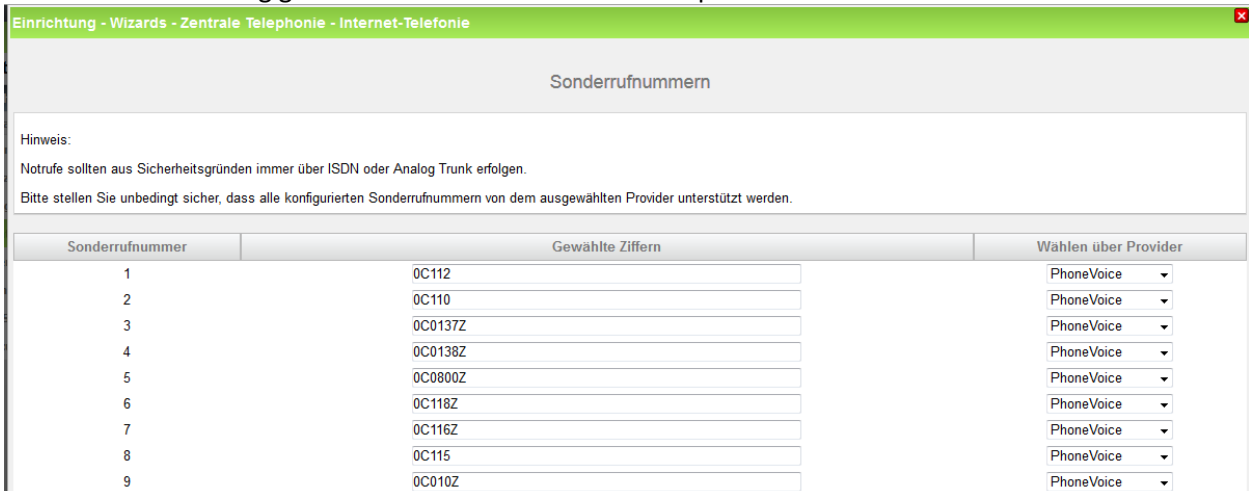 Einrichtung - Wizards - Zentrale Telephonie - Internet-Telefonie
Sonderrufnummern
Hinweis:
Notrufe sollten aus Sicherheitsgründen immer über ISDN oder Analog Trunk erfolgen.
Bitte stellen Sie unbedingt sicher, dass alle konfigurierten Sonderrufnummern von dem ausgewählten Provider unterstützt werden.
Sonderrufnummer Gewählte Ziffern Wählen über Provider
1 0C112 PhoneVoice
2 0C110 PhoneVoice
3 0C0137Z PhoneVoice
4 0C0138Z PhoneVoice
5 0C0800Z PhoneVoice
6 0C118Z PhoneVoice
7 0C116Z PhoneVoice
8 0C115 PhoneVoice
9 0C010Z PhoneVoice